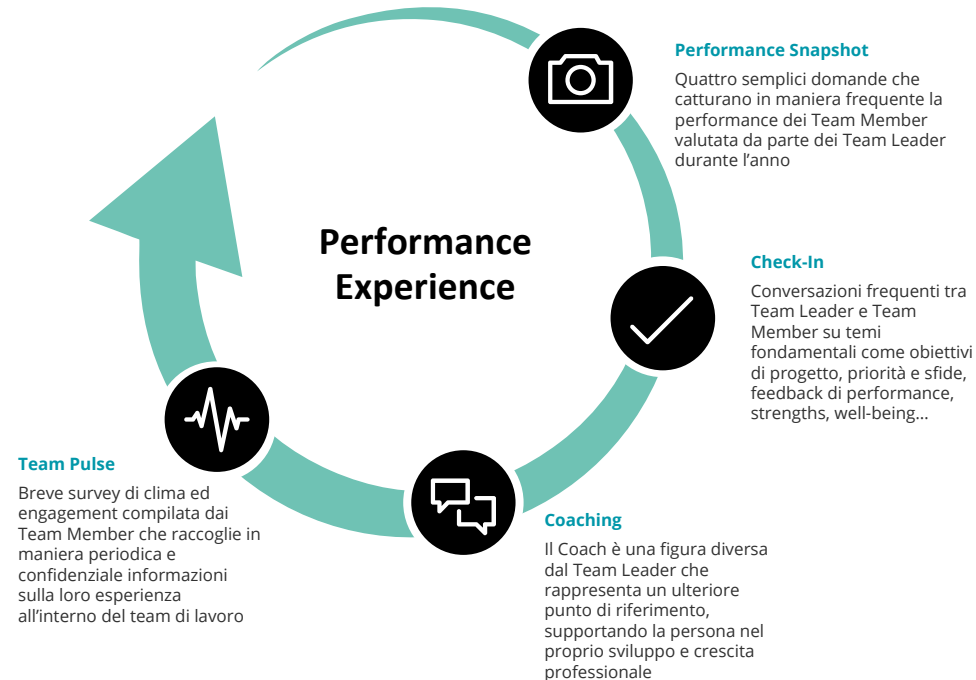 Performance Snapshot
Quattro semplici domande che
catturano in maniera frequente la
performance dei Team Member
valutata da parte dei Team Leader
durante l’anno
Performance
Experience
Check-In
Conversazioni frequenti tra
Team Leader e Team
Member su temi
fondamentali come obiettivi
di progetto, priorità e sfide,
feedback di performance,
strengths, well-being…
Team Pulse
Breve survey di clima ed
engagement compilata dai
Team Member che raccoglie in
maniera periodica e
confidenziale informazioni
sulla loro esperienza
all’interno del team di lavoro
Coaching
Il Coach è una figura diversa
dal Team Leader che
rappresenta un ulteriore
punto di riferimento,
supportando la persona nel
proprio sviluppo e crescita
professionale